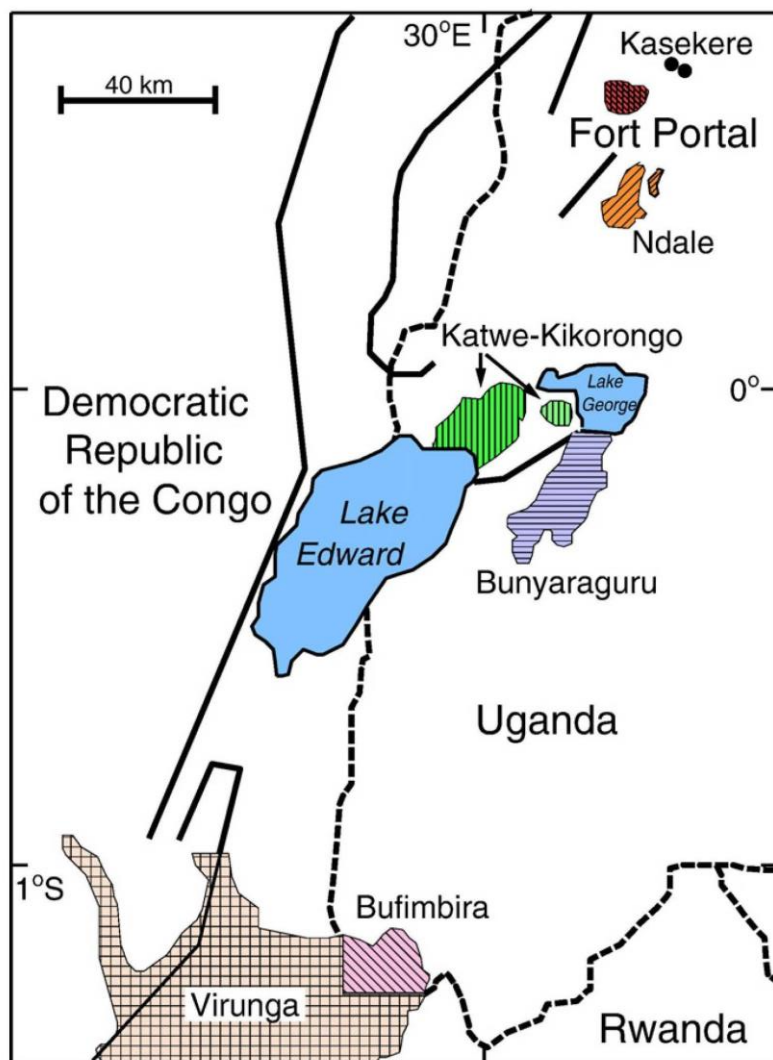 30°E
Kasekere
40 km
Fort Portal
Ndale
Katwe-Kikorongo
Lake
George
0°
Democratic
Republic
of the Congo
Lake
Edward
Bunyaraguru
Uganda
1°S
Bufimbira
Virunga
Rwanda